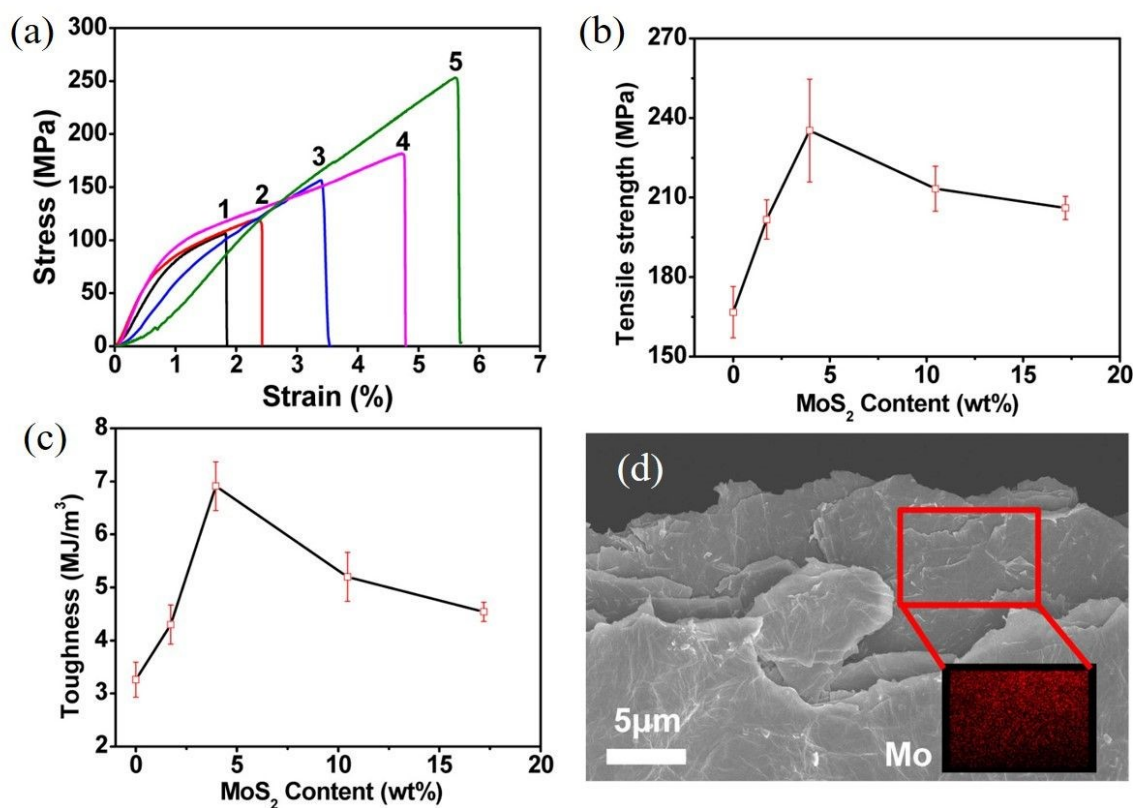 (a)
300
250
200
150
100
50
0
Stress (MPa)
1
2
3
4
5
0 1 2 3 4 5 6 7
Strain (%)
(b)
270
240
210
180
150
Tensile strength (MPa)
0 5 10 15 20
MoS₂ Content (wt%)
(c)
8
7
6
5
4
3
2
Toughness (MJ/m³)
0 5 10 15 20
MoS₂ Content (wt%)
(d)
5μm
Mo